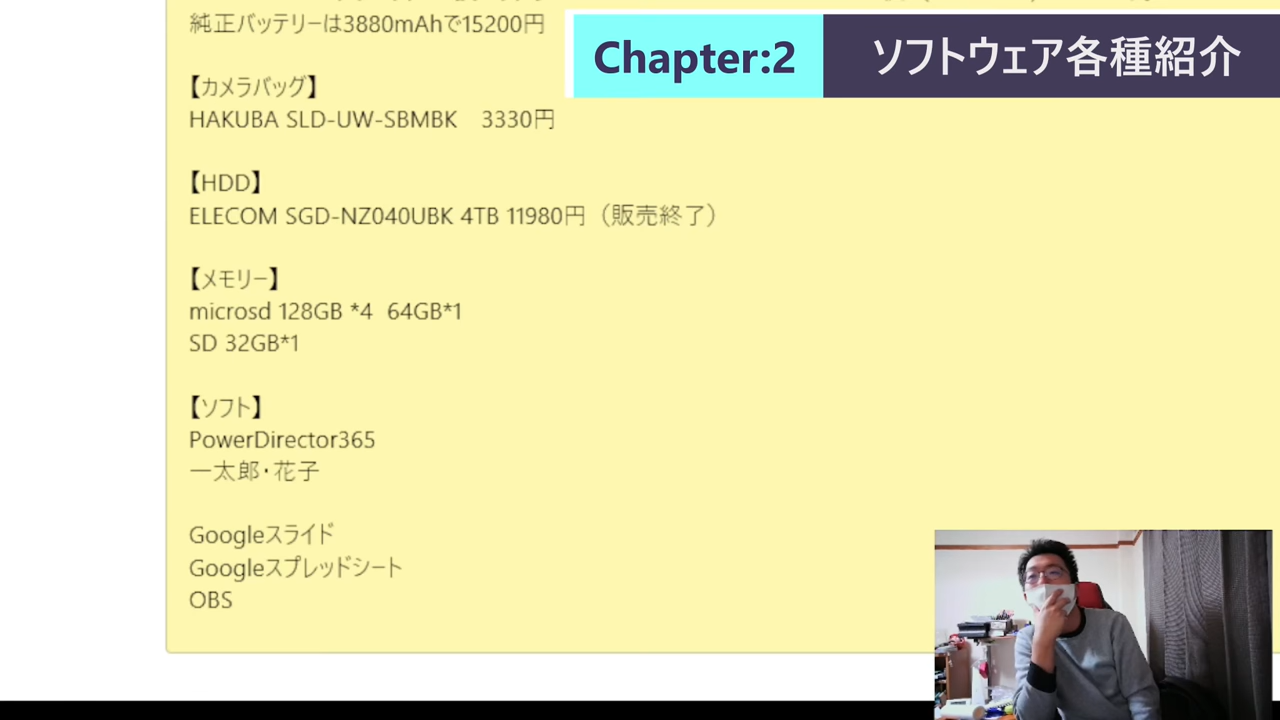 純正バッテリーは3880mAhで15200円
Chapter:2
ソフトウェア各種紹介
【カメラバッグ】
HAKUBA SLD-UW-SBMBK 3330円
【HDD】
ELECOM SGD-NZ040UBK 4TB 11980円（販売終了）
【メモリー】
microsd 128GB *4 64GB*1
SD 32GB*1
【ソフト】
PowerDirector365
一太郎・花子
Googleスライド
Googleスプレッドシート
OBS